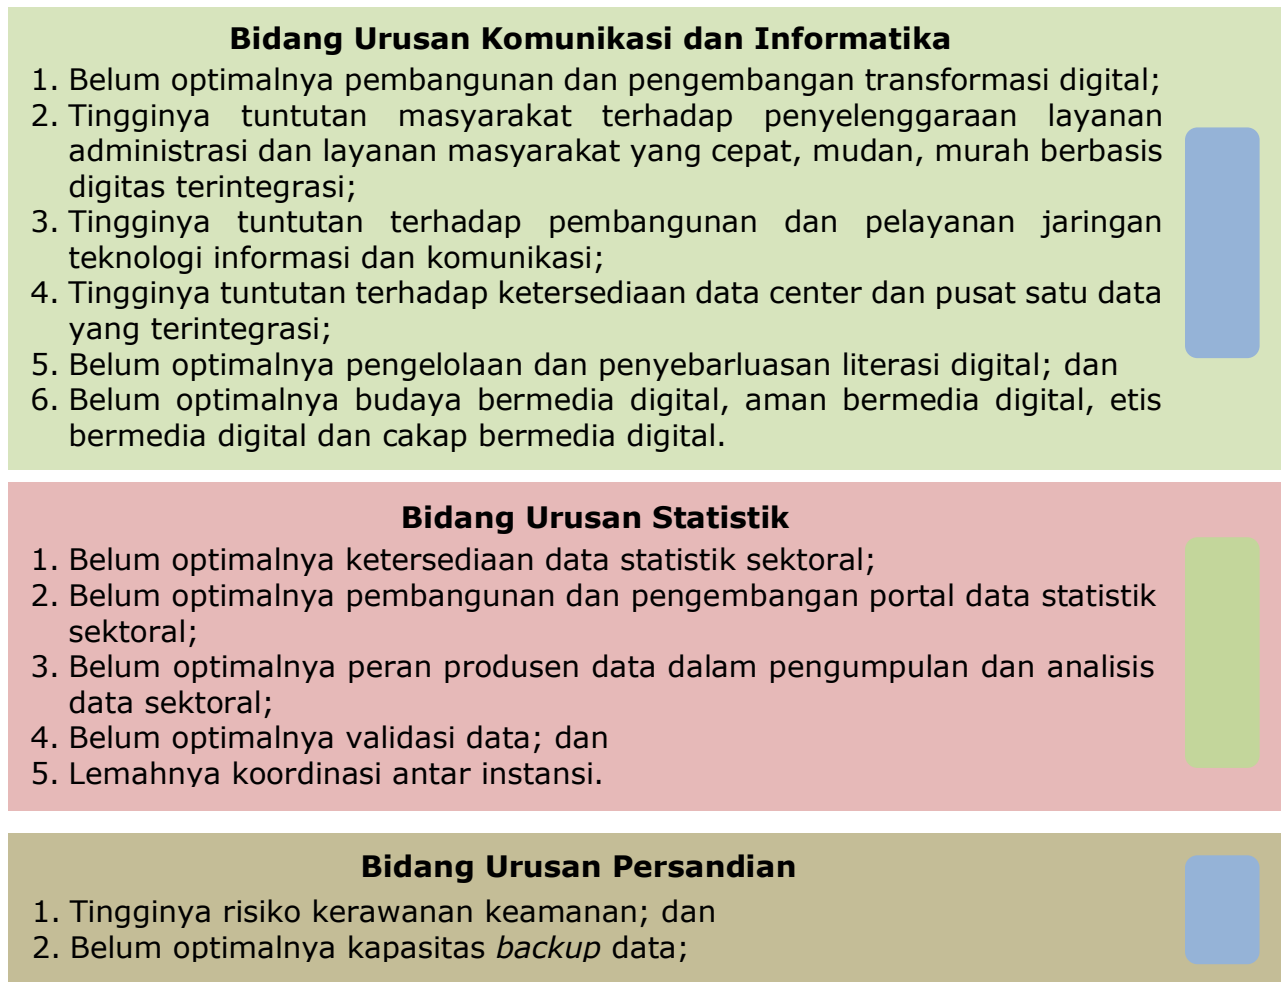 Bidang Urusan Komunikasi dan Informatika
1. Belum optimalnya pembangunan dan pengembangan transformasi digital;
2. Tingginya tuntutan masyarakat terhadap penyelenggaraan layanan
administrasi dan layanan masyarakat yang cepat, mudan, murah berbasis
digitas terintegrasi;
3. Tingginya tuntutan terhadap pembangunan dan pelayanan jaringan
teknologi informasi dan komunikasi;
4. Tingginya tuntutan terhadap ketersediaan data center dan pusat satu data
yang terintegrasi;
5. Belum optimalnya pengelolaan dan penyebarluasan literasi digital; dan
6. Belum optimalnya budaya bermedia digital, aman bermedia digital, etis
bermedia digital dan cakap bermedia digital.
Bidang Urusan Statistik
1. Belum optimalnya ketersediaan data statistik sektoral;
2. Belum optimalnya pembangunan dan pengembangan portal data statistik
sektoral;
3. Belum optimalnya peran produsen data dalam pengumpulan dan analisis
data sektoral;
4. Belum optimalnya validasi data; dan
5. Lemahnya koordinasi antar instansi.
Bidang Urusan Persandian
1. Tingginya risiko kerawanan keamanan; dan
2. Belum optimalnya kapasitas backup data;